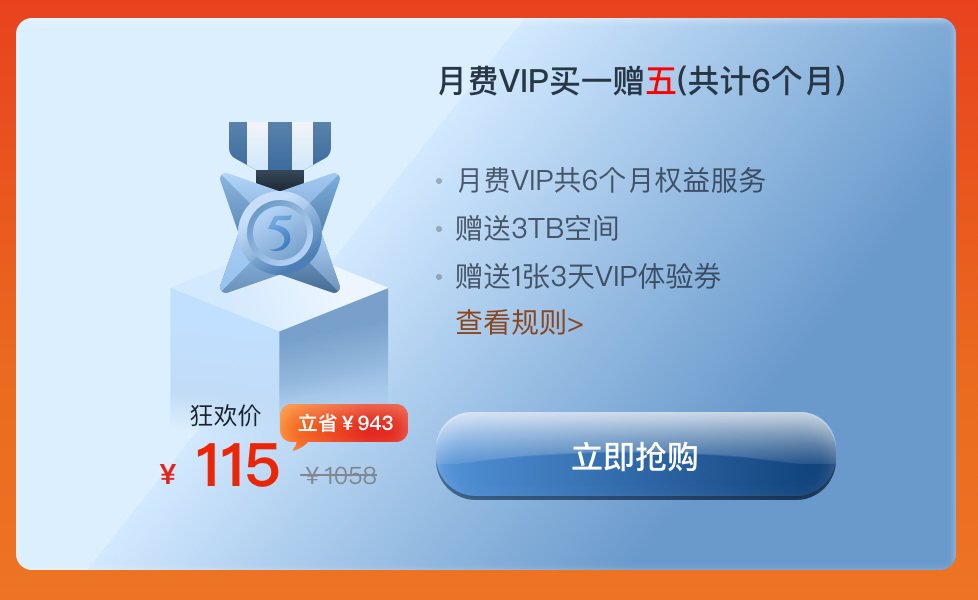 月费VIP买一赠五(共计6个月)
5
• 月费VIP共6个月权益服务
• 赠送3TB空间
• 赠送1张3天VIP体验券
查看规则>
狂欢价
立省¥943
¥ 115
¥1058
立即抢购